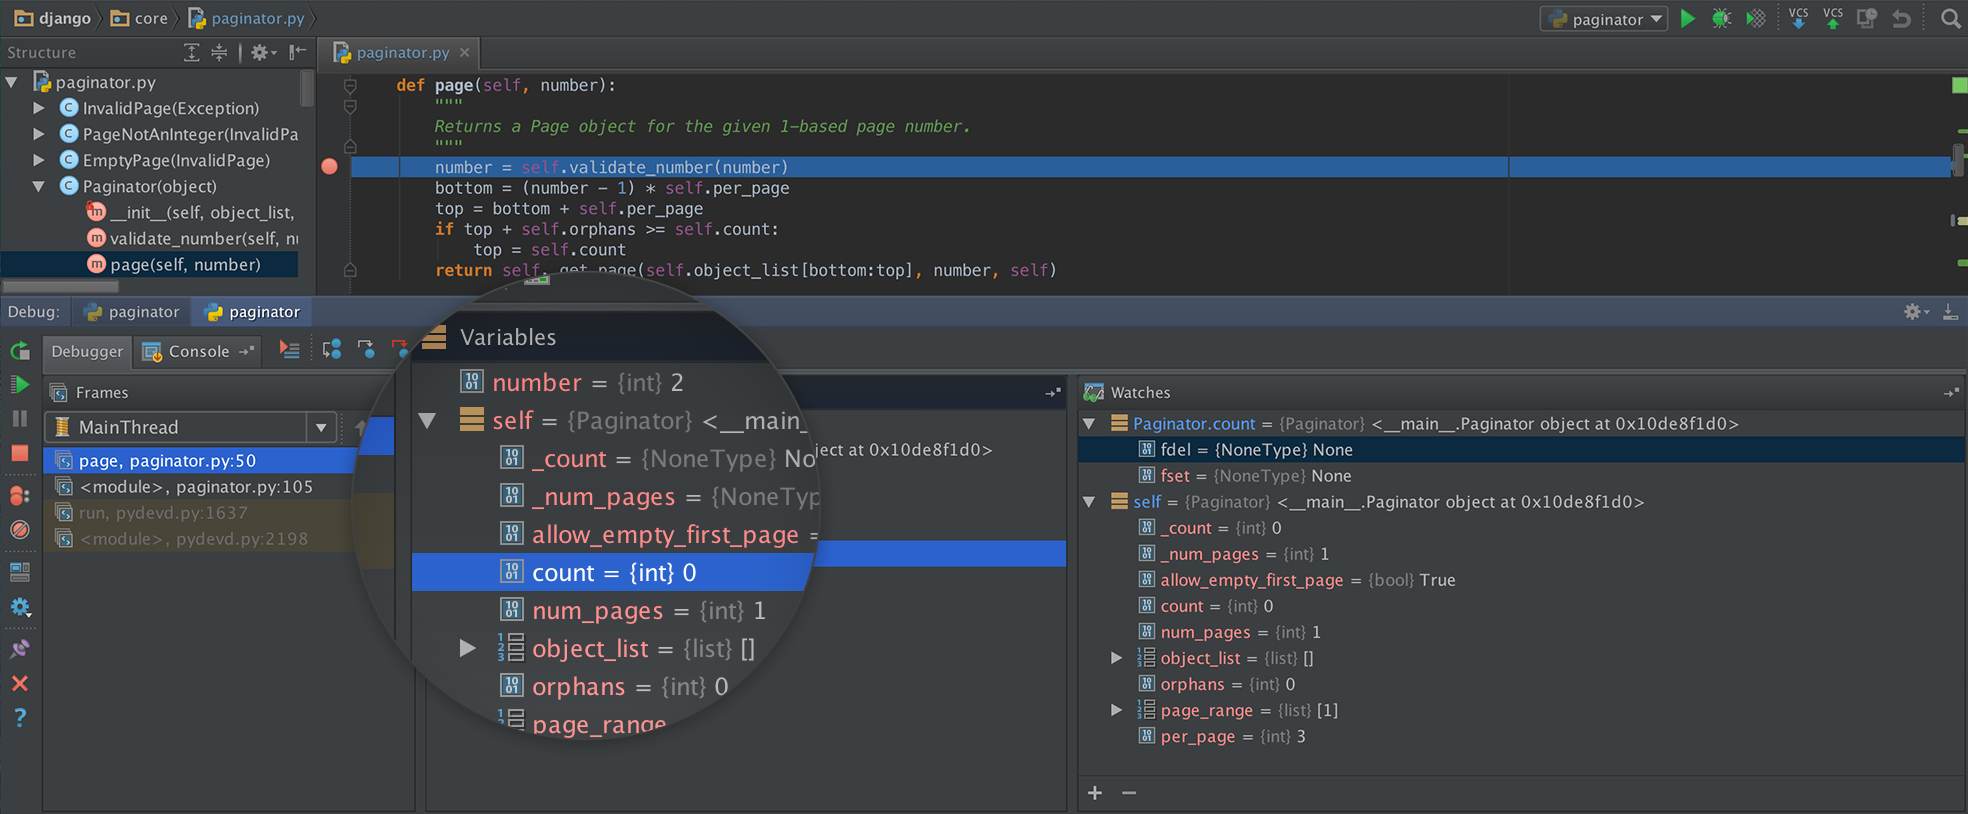 django core paginator.py
paginator
VCS VCS
Structure
paginator.py
paginator.py
InvalidPage(Exception)
PageNotAnInteger(InvalidPa
EmptyPage(InvalidPage)
Paginator(object)
__init__(self, object_list,
validate_number(self, nu
page(self, number)
def page(self, number):
"""
Returns a Page object for the given 1-based page number.
"""
number = self.validate_number(number)
bottom = (number - 1) * self.per_page
top = bottom + self.per_page
if top + self.orphans >= self.count:
top = self.count
return self._get_page(self.object_list[bottom:top], number, self)
Debug: paginator paginator
Debugger Console
Frames
MainThread
page, paginator.py:50
<module>, paginator.py:105
run, pydevd.py:1637
<module>, pydevd.py:2198
Variables
number = {int} 2
self = {Paginator} <__main_
ject at 0x10de8f1d0>
_count = {NoneType} No
_num_pages = {NoneTyp
allow_empty_first_page =
count = {int} 0
num_pages = {int} 1
object_list = {list} []
orphans = {int} 0
page_range
Watches
Paginator.count = {Paginator} <__main__.Paginator object at 0x10de8f1d0>
fdel = {NoneType} None
fset = {NoneType} None
self = {Paginator} <__main__.Paginator object at 0x10de8f1d0>
_count = {int} 0
_num_pages = {int} 1
allow_empty_first_page = {bool} True
count = {int} 0
num_pages = {int} 1
object_list = {list} []
orphans = {int} 0
page_range = {list} [1]
per_page = {int} 3